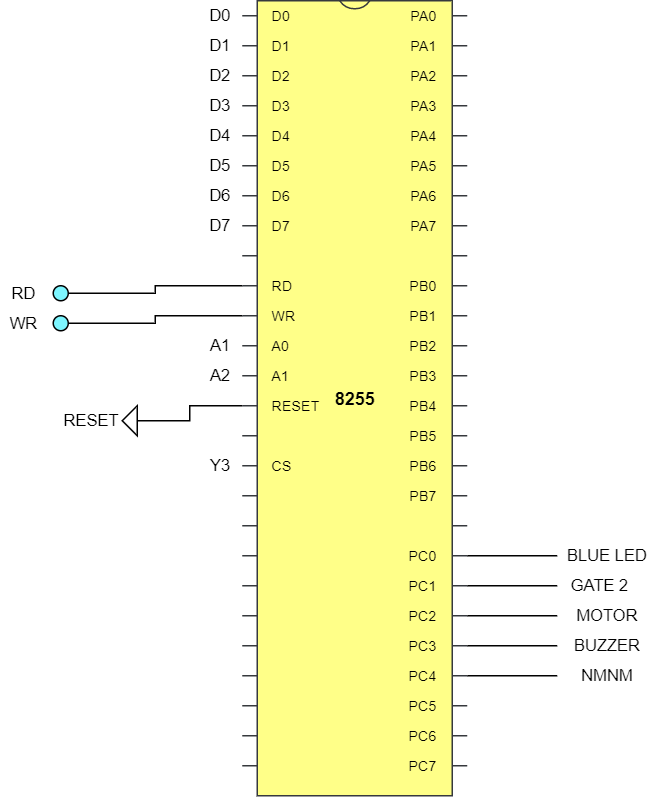 D0 D0 PA0
D1 D1 PA1
D2 D2 PA2
D3 D3 PA3
D4 D4 PA4
D5 D5 PA5
D6 D6 PA6
D7 D7 PA7
RD RD PB0
WR WR PB1
A1 A0 PB2
A2 A1 PB3
8255
RESET RESET PB4
PB5
Y3 CS PB6
PB7
PC0 BLUE LED
PC1 GATE 2
PC2 MOTOR
PC3 BUZZER
PC4 NMNM
PC5
PC6
PC7